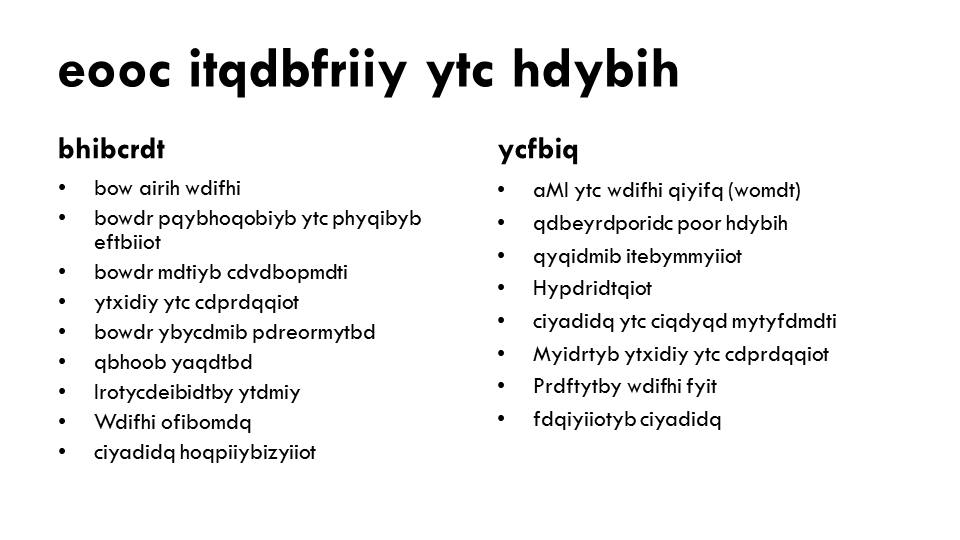 eooc itqdbfriiy ytc hdybih
bhibcrdt
• bow airih wdifhi
• bowdr pqybhoqobiyb ytc phyqibyb
eftbiiot
• bowdr mdtiyb cdvdbopmdti
• ytxidiy ytc cdprdqqiot
• bowdr ybycdmib pdreormytbd
• qbhoob yaqdtbd
• Irotycdeibidtby ytdmiy
• Wdifhi ofibomdq
• ciyadidq hoqpiiybizyiiot
ycfbiq
• aMI ytc wdifhi qiyifq (womdt)
• qdbeyrdporidc poor hdybih
• qyqidmib itebymmyiiot
• Hypdridtqiot
• ciyadidq ytc ciqdyqd mytyfdmdti
• Myidrtyb ytxidiy ytc cdprdqqiot
• Prdftytby wdifhi fyit
• fdqiyiiotyb ciyadidq